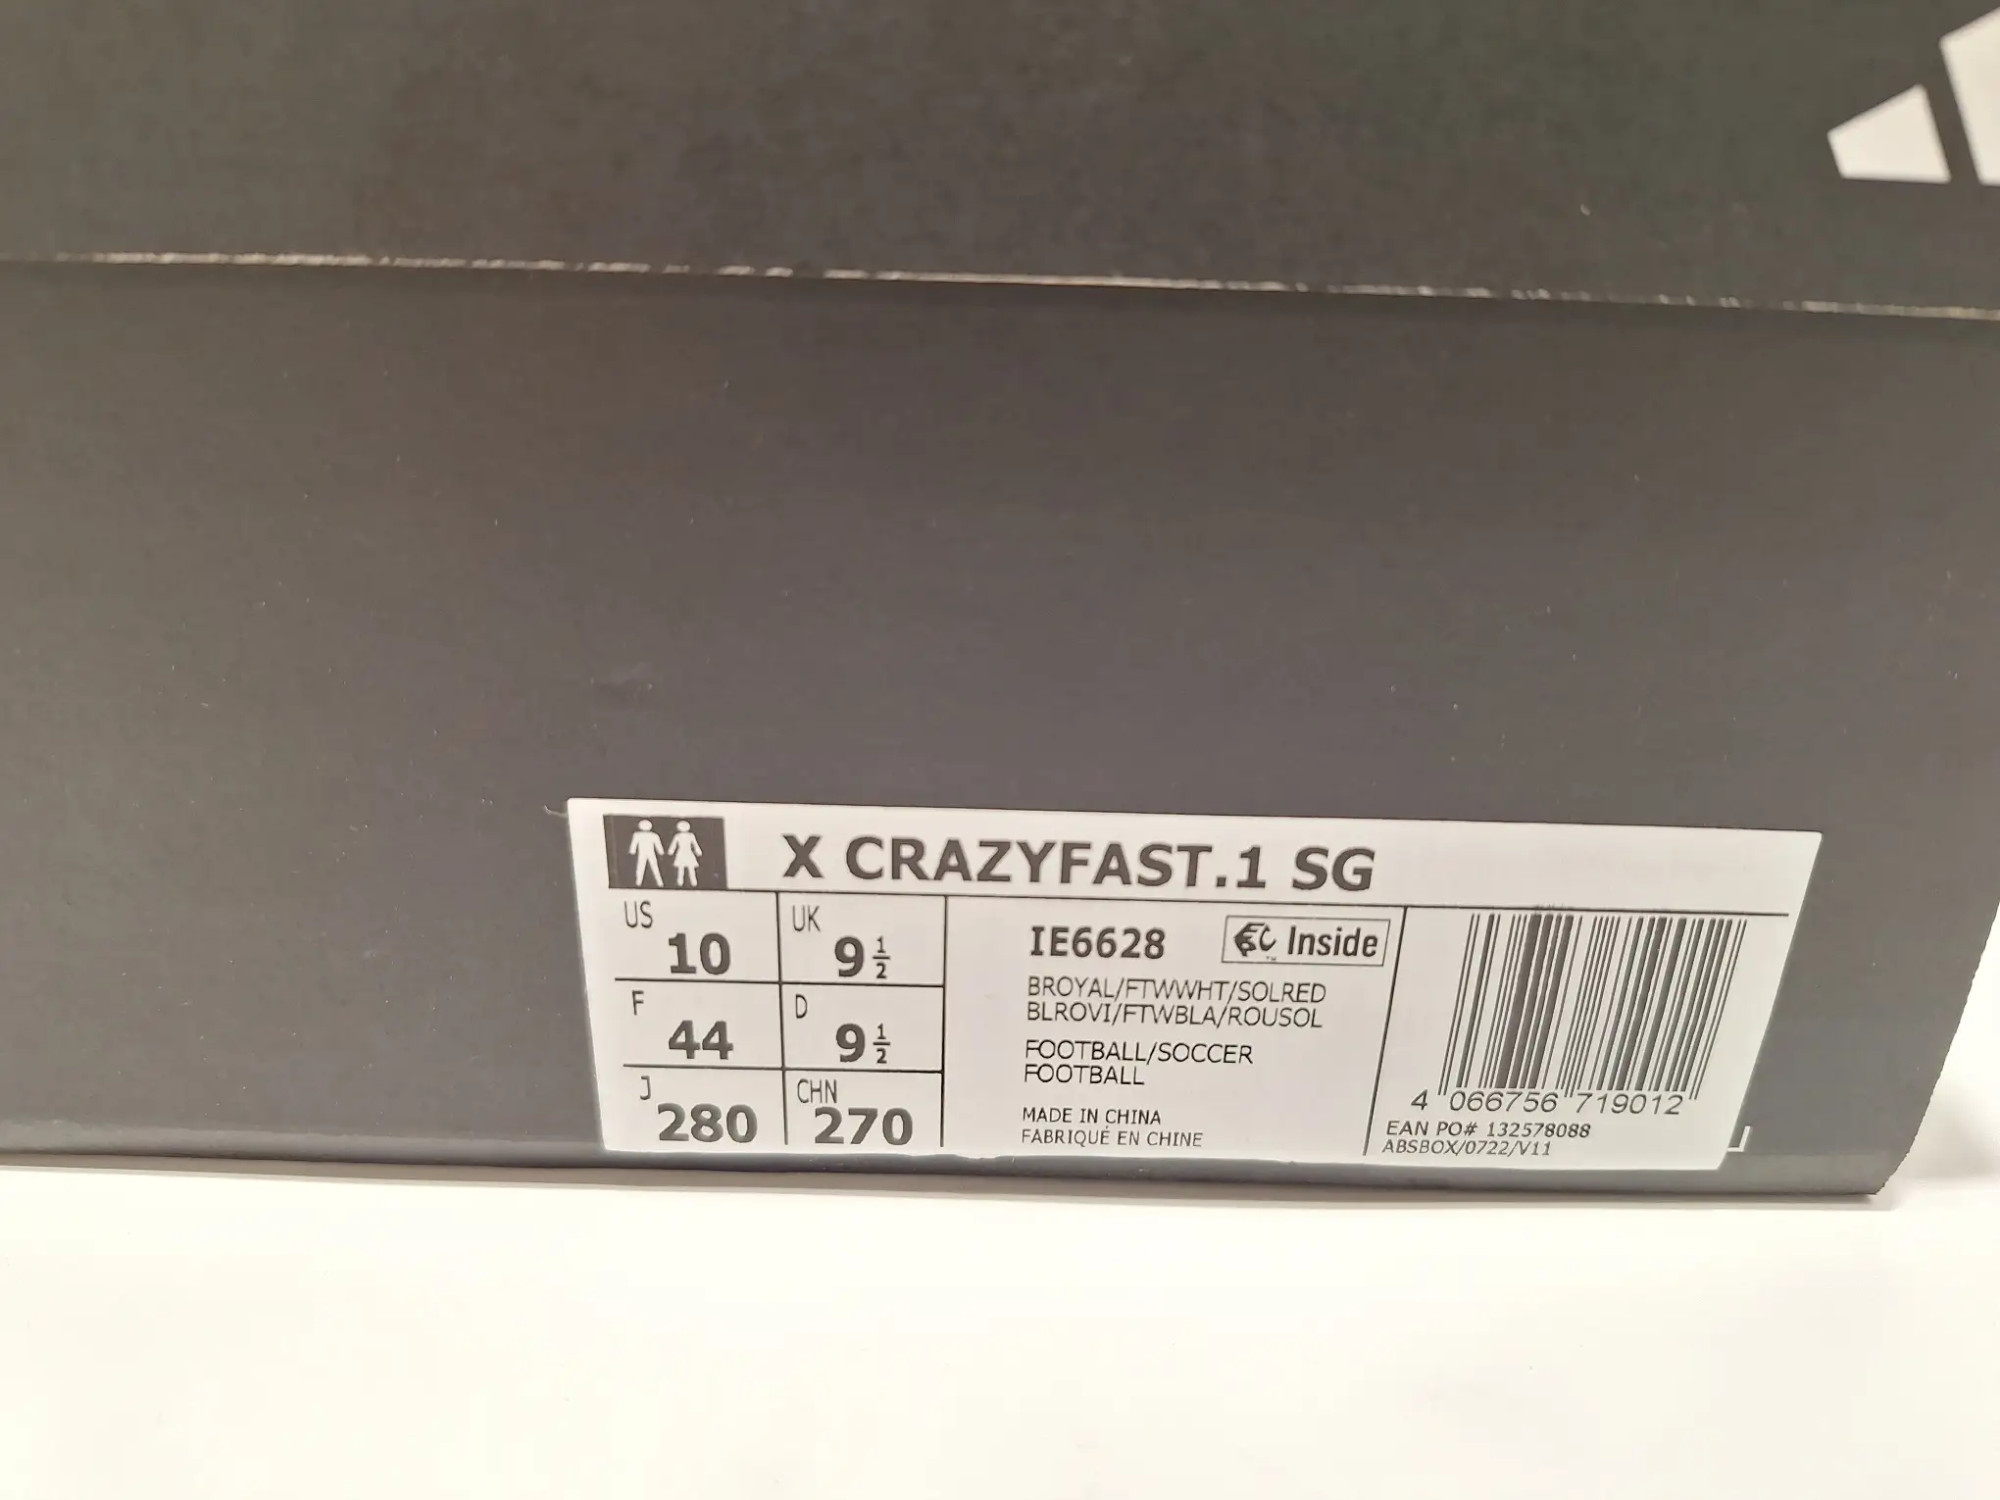 X CRAZYFAST.1 SG
US 10 UK 9 1/2
F 44 D 9 1/2
J 280 CHN 270
IE6628 Inside
BROYAL/FTWWHT/SOLRED
BLROVI/FTWBLA/ROUSOL
FOOTBALL/SOCCER
FOOTBALL
MADE IN CHINA
FABRIQUÉ EN CHINE
4 066756 719012
EAN PO# 132578088
ABSBOX/0722/V11